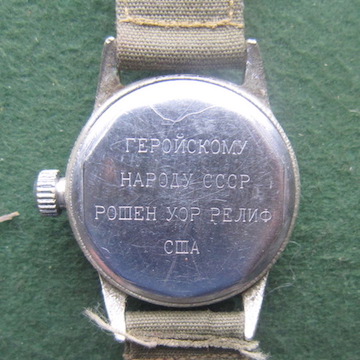 ГЕРОЙСКОМУ
НАРОДУ СССР
РОШЕН УОР РЕЛИФ
США